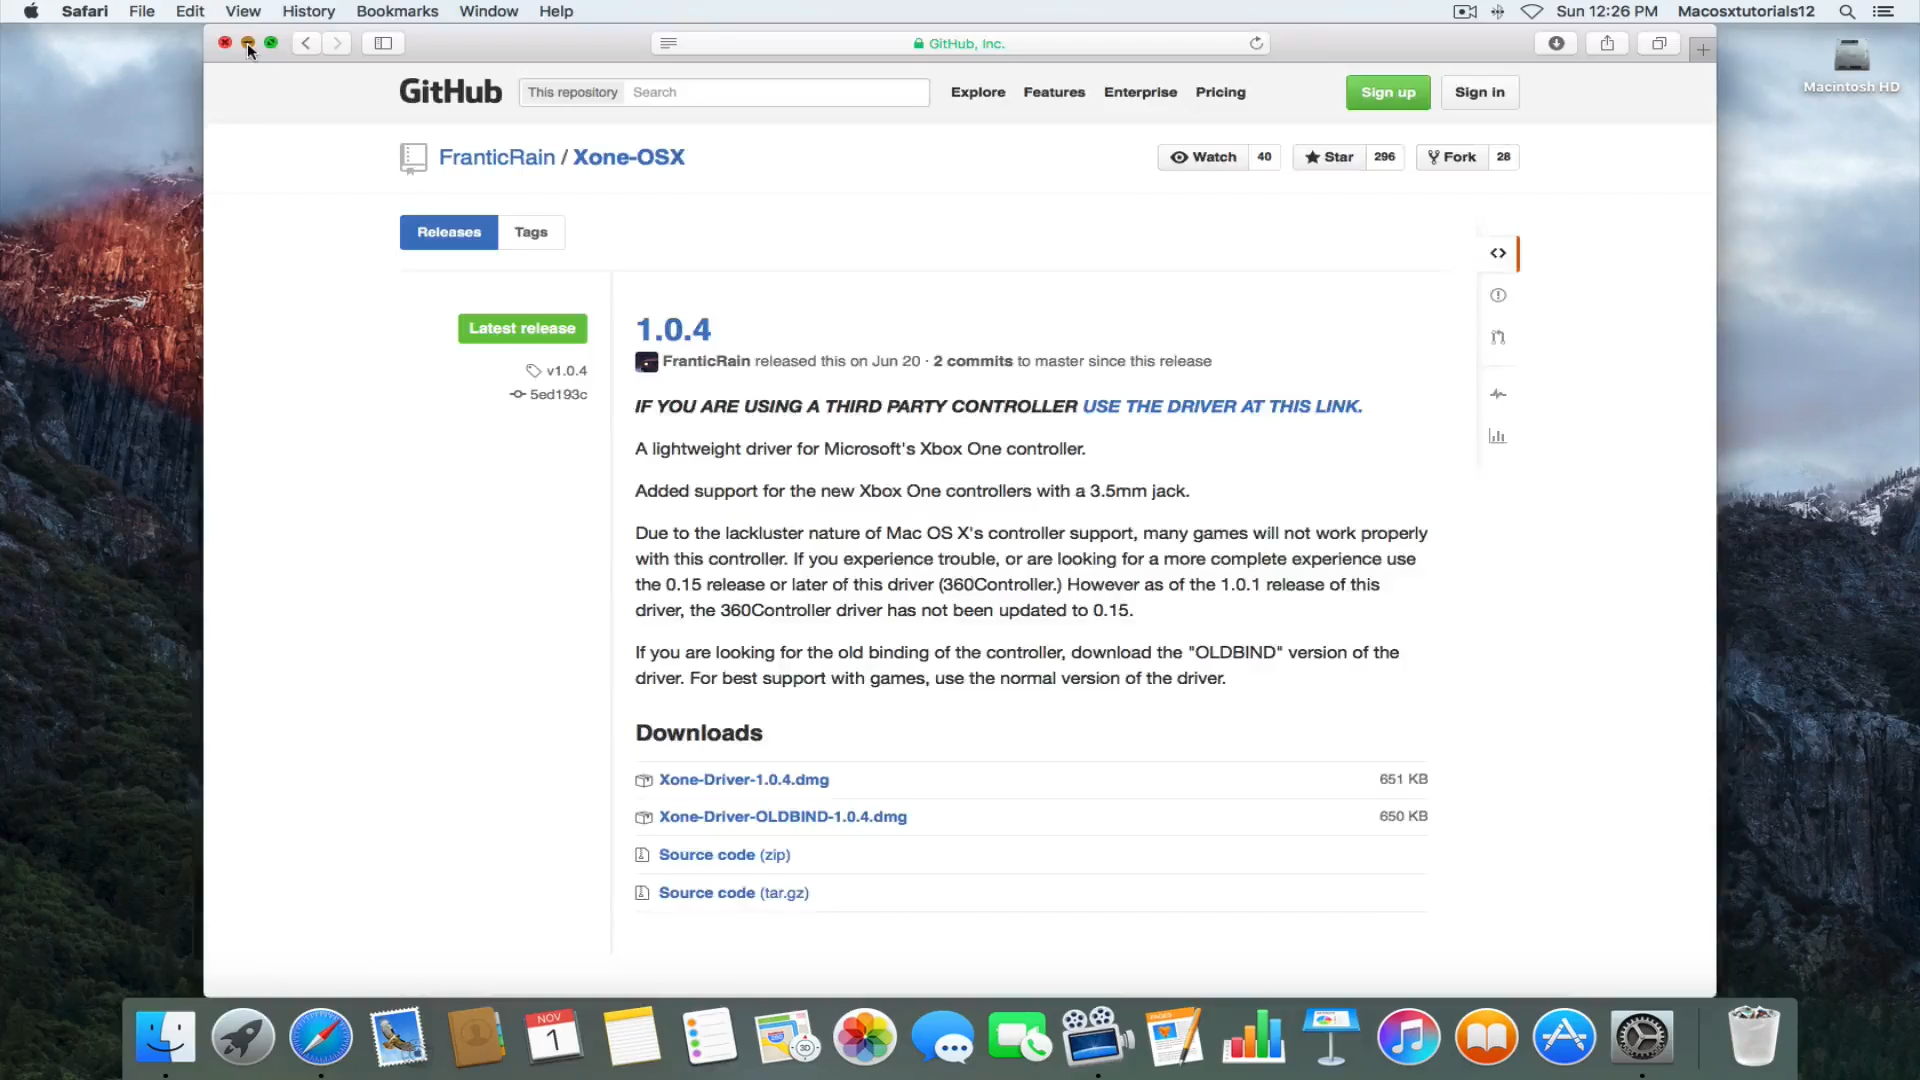 Safari File Edit View History Bookmarks Window Help Sun 12:26 PM Macosxtutorials12
GitHub, Inc.
Macintosh HD
GitHub This repository Search Explore Features Enterprise Pricing Sign up Sign in
FranticRain / Xone-OSX Watch 40 Star 296 Fork 28
Releases Tags
Latest release
v1.0.4
5ed193c
1.0.4
FranticRain released this on Jun 20 · 2 commits to master since this release
IF YOU ARE USING A THIRD PARTY CONTROLLER USE THE DRIVER AT THIS LINK.
A lightweight driver for Microsoft's Xbox One controller.
Added support for the new Xbox One controllers with a 3.5mm jack.
Due to the lackluster nature of Mac OS X's controller support, many games will not work properly
with this controller. If you experience trouble, or are looking for a more complete experience use
the 0.15 release or later of this driver (360Controller.) However as of the 1.0.1 release of this
driver, the 360Controller driver has not been updated to 0.15.
If you are looking for the old binding of the controller, download the "OLDBIND" version of the
driver. For best support with games, use the normal version of the driver.
Downloads
Xone-Driver-1.0.4.dmg 651 KB
Xone-Driver-OLDBIND-1.0.4.dmg 650 KB
Source code (zip)
Source code (tar.gz)
NOV
1
3D
PAGES